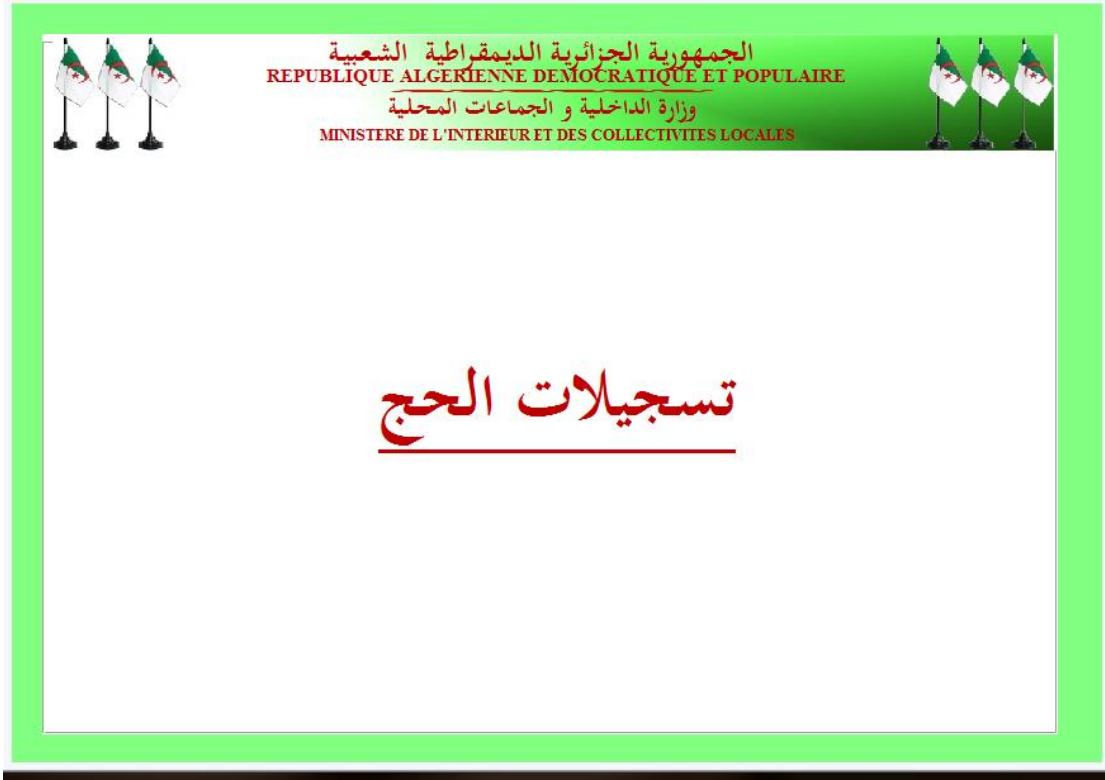 الجمهورية الجزائرية الديمقراطية الشعبية
REPUBLIQUE ALGERIENNE DEMOCRATIQUE ET POPULAIRE
وزارة الداخلية و الجماعات المحلية
MINISTERE DE L'INTERIEUR ET DES COLLECTIVITES LOCALES
تسجيلات الحج